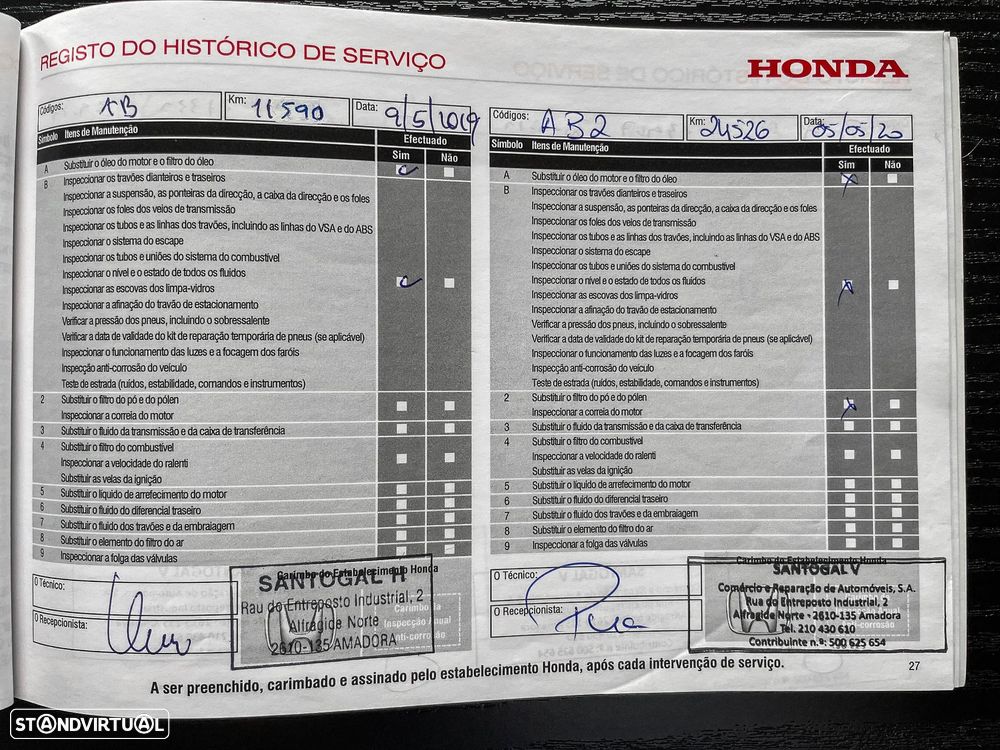 REGISTO DO HISTÓRICO DE SERVIÇO
HONDA
Códigos: AB Km: 11590 Data: 9/5/2019
Símbolo Itens de Manutenção Efectuado
Sim Não
A Substituir o óleo do motor e o filtro do óleo
B Inspeccionar os travões dianteiros e traseiros
Inspeccionar a suspensão, as ponteiras da direcção, a caixa da direcção e os foles
Inspeccionar os foles dos veios de transmissão
Inspeccionar os tubos e as linhas dos travões, incluindo as linhas do VSA e do ABS
Inspeccionar o sistema do escape
Inspeccionar os tubos e uniões do sistema do combustível
Inspeccionar o nível e o estado de todos os fluidos
Inspeccionar as escovas dos limpa-vidros
Inspeccionar a afinação do travão de estacionamento
Verificar a pressão dos pneus, incluindo o sobressalente
Verificar a data de validade do kit de reparação temporária de pneus (se aplicável)
Inspeccionar o funcionamento das luzes e a focagem dos faróis
Inspecção anti-corrosão do veículo
Teste de estrada (ruídos, estabilidade, comandos e instrumentos)
2 Substituir o filtro do pó e do pólen
Inspeccionar a correia do motor
3 Substituir o fluido da transmissão e da caixa de transferência
4 Substituir o filtro do combustível
Inspeccionar a velocidade do ralenti
Substituir as velas da ignição
5 Substituir o líquido de arrefecimento do motor
6 Substituir o fluido do diferencial traseiro
7 Substituir o fluido dos travões e da embraiagem
8 Substituir o elemento do filtro do ar
9 Inspeccionar a folga das válvulas
O Técnico:
O Recepcionista:
Carimbo do Estabelecimento Honda
SANTOGAL H
Rau do Entreposto Industrial, 2
Alfragide Norte
2610-135 AMADORA
Carimbo da
Inspecção Anual
Anti-corrosão
Códigos: AB2 Km: 24526 Data: 05/05/20
Símbolo Itens de Manutenção Efectuado
Sim Não
A Substituir o óleo do motor e o filtro do óleo
B Inspeccionar os travões dianteiros e traseiros
Inspeccionar a suspensão, as ponteiras da direcção, a caixa da direcção e os foles
Inspeccionar os foles dos veios de transmissão
Inspeccionar os tubos e as linhas dos travões, incluindo as linhas do VSA e do ABS
Inspeccionar o sistema do escape
Inspeccionar os tubos e uniões do sistema do combustível
Inspeccionar o nível e o estado de todos os fluidos
Inspeccionar as escovas dos limpa-vidros
Inspeccionar a afinação do travão de estacionamento
Verificar a pressão dos pneus, incluindo o sobressalente
Verificar a data de validade do kit de reparação temporária de pneus (se aplicável)
Inspeccionar o funcionamento das luzes e a focagem dos faróis
Inspecção anti-corrosão do veículo
Teste de estrada (ruídos, estabilidade, comandos e instrumentos)
2 Substituir o filtro do pó e do pólen
Inspeccionar a correia do motor
3 Substituir o fluido da transmissão e da caixa de transferência
4 Substituir o filtro do combustível
Inspeccionar a velocidade do ralenti
Substituir as velas da ignição
5 Substituir o líquido de arrefecimento do motor
6 Substituir o fluido do diferencial traseiro
7 Substituir o fluido dos travões e da embraiagem
8 Substituir o elemento do filtro do ar
9 Inspeccionar a folga das válvulas
O Técnico:
O Recepcionista:
Carimbo do Estabelecimento Honda
SANTOGAL V
Comércio e Reparação de Automóveis, S.A.
Rua do Entreposto Industrial, 2
Alfragide Norte - 2610-135 Amadora
Tel. 210 430 610
Contribuinte n.º: 500 625 654
A ser preenchido, carimbado e assinado pelo estabelecimento Honda, após cada intervenção de serviço.
27
STANDVIRTUAL